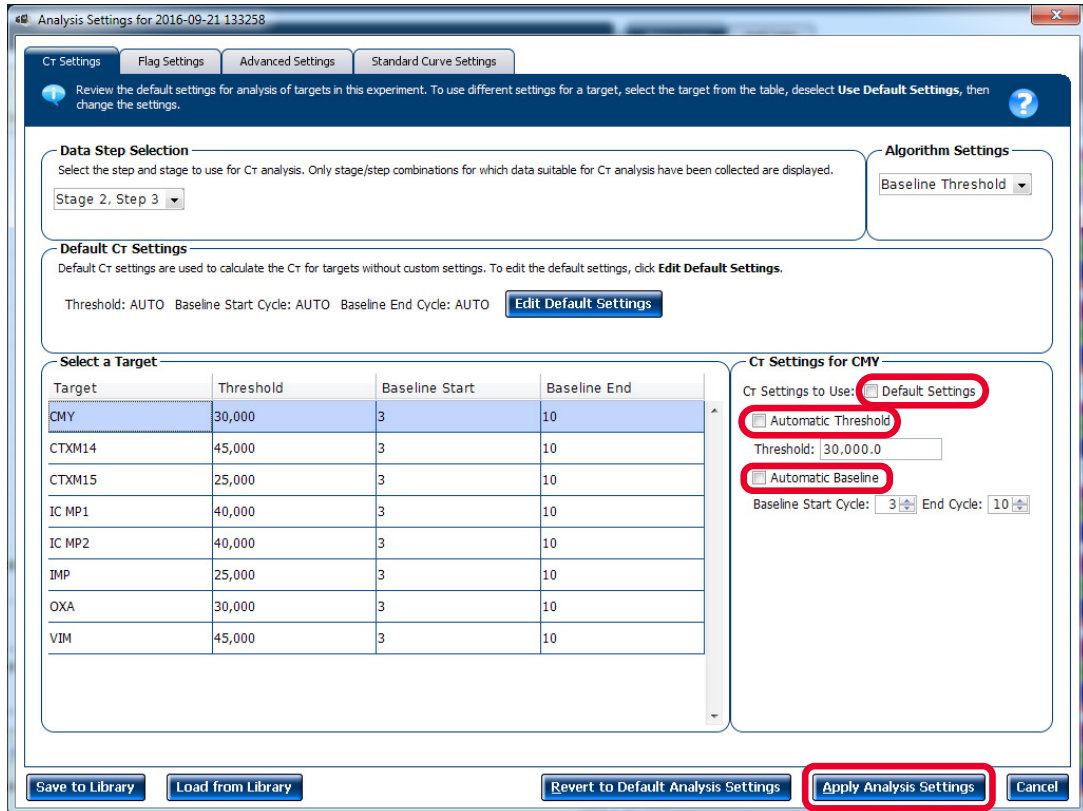 Analysis Settings for 2016-09-21 133258
x
Cᴛ Settings
Flag Settings
Advanced Settings
Standard Curve Settings
Review the default settings for analysis of targets in this experiment. To use different settings for a target, select the target from the table, deselect Use Default Settings, then
change the settings.
?
Data Step Selection
Select the step and stage to use for Cᴛ analysis. Only stage/step combinations for which data suitable for Cᴛ analysis have been collected are displayed.
Stage 2, Step 3
Algorithm Settings
Baseline Threshold
Default Cᴛ Settings
Default Cᴛ settings are used to calculate the Cᴛ for targets without custom settings. To edit the default settings, click Edit Default Settings.
Threshold: AUTO Baseline Start Cycle: AUTO Baseline End Cycle: AUTO Edit Default Settings
Select a Target
Target Threshold Baseline Start Baseline End
CMY 30,000 3 10
CTXM14 45,000 3 10
CTXM15 25,000 3 10
IC MP1 40,000 3 10
IC MP2 40,000 3 10
IMP 25,000 3 10
OXA 30,000 3 10
VIM 45,000 3 10
Cᴛ Settings for CMY
Cᴛ Settings to Use: Default Settings
Automatic Threshold
Threshold: 30,000.0
Automatic Baseline
Baseline Start Cycle: 3 End Cycle: 10
Save to Library Load from Library Revert to Default Analysis Settings Apply Analysis Settings Cancel